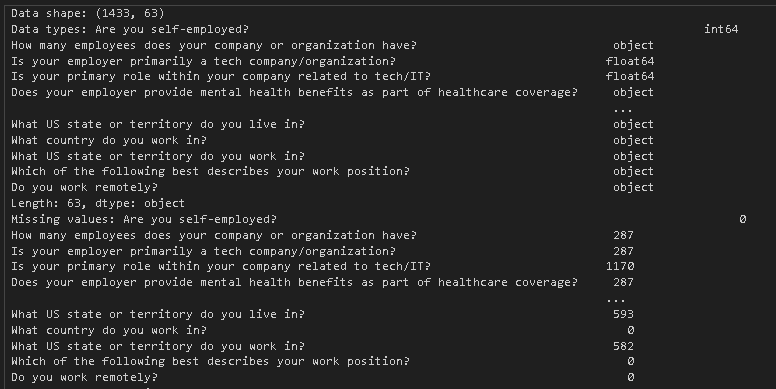 Data shape: (1433, 63)
Data types: Are you self-employed? int64
How many employees does your company or organization have? object
Is your employer primarily a tech company/organization? float64
Is your primary role within your company related to tech/IT? float64
Does your employer provide mental health benefits as part of healthcare coverage? object
...
What US state or territory do you live in? object
What country do you work in? object
What US state or territory do you work in? object
Which of the following best describes your work position? object
Do you work remotely? object
Length: 63, dtype: object
Missing values: Are you self-employed? 0
How many employees does your company or organization have? 287
Is your employer primarily a tech company/organization? 287
Is your primary role within your company related to tech/IT? 1170
Does your employer provide mental health benefits as part of healthcare coverage? 287
...
What US state or territory do you live in? 593
What country do you work in? 0
What US state or territory do you work in? 582
Which of the following best describes your work position? 0
Do you work remotely? 0